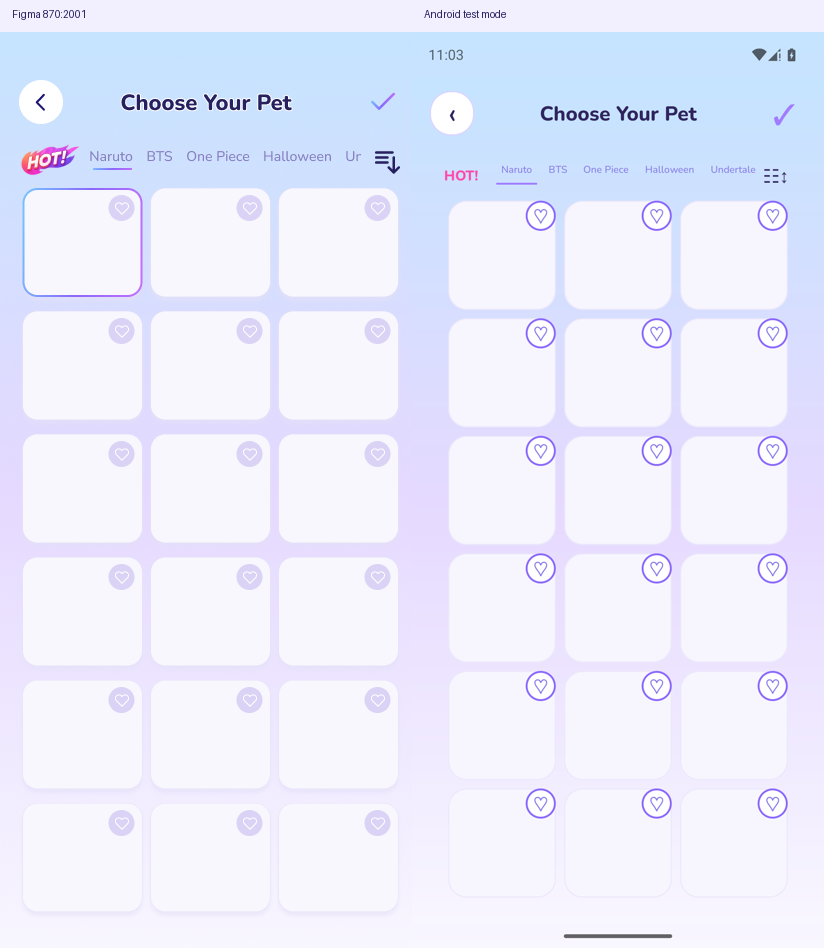 Figma 870:2001
Android test mode
Choose Your Pet
HOT! Naruto BTS One Piece Halloween Ur
11:03
Choose Your Pet
HOT! Naruto BTS One Piece Halloween Undertale